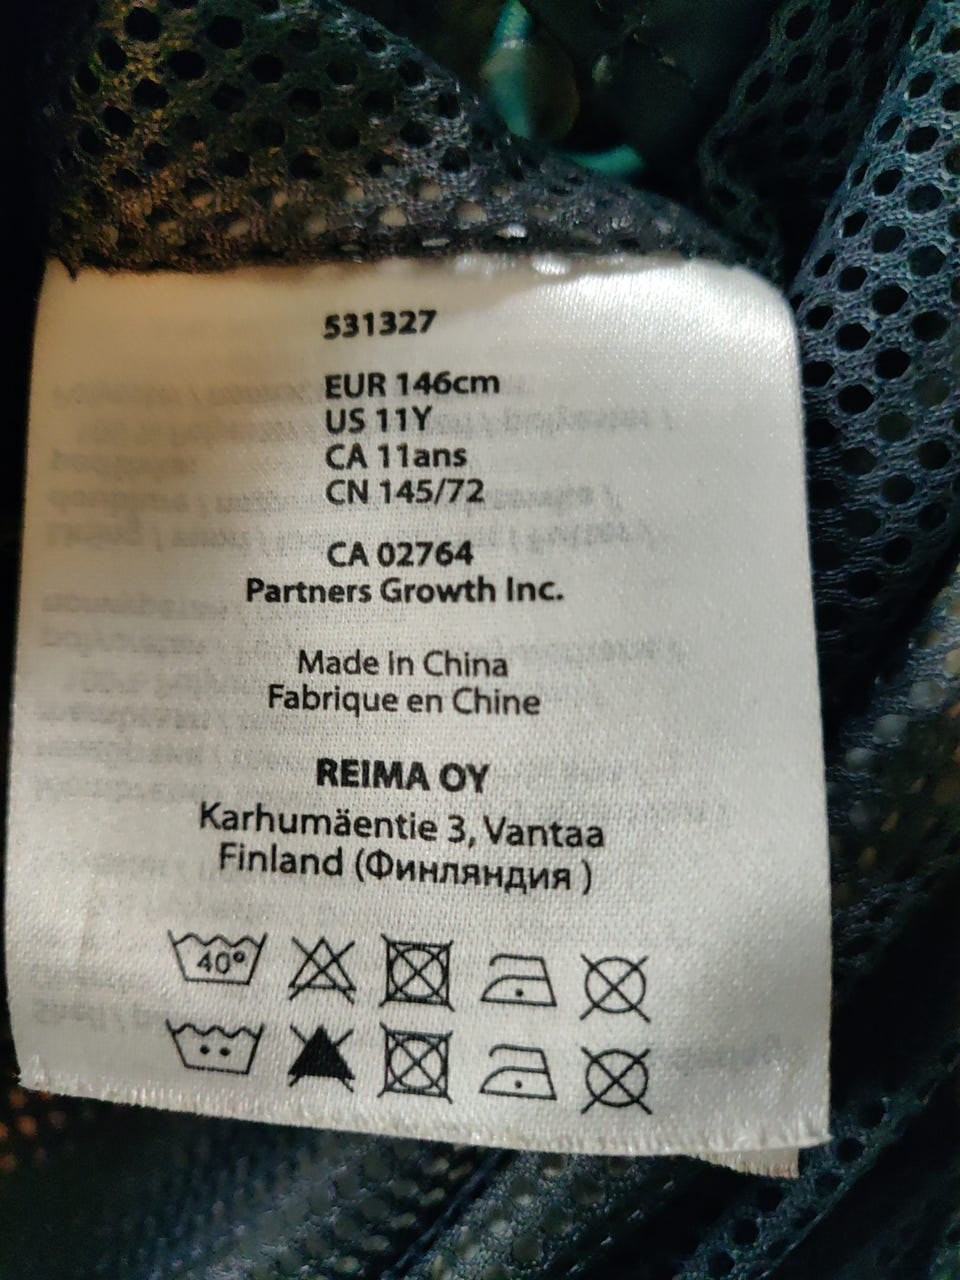 531327
EUR 146cm
US 11Y
CA 11ans
CN 145/72
CA 02764
Partners Growth Inc.
Made in China
Fabrique en Chine
REIMA OY
Karhumäentie 3, Vantaa
Finland (Финляндия )
40°